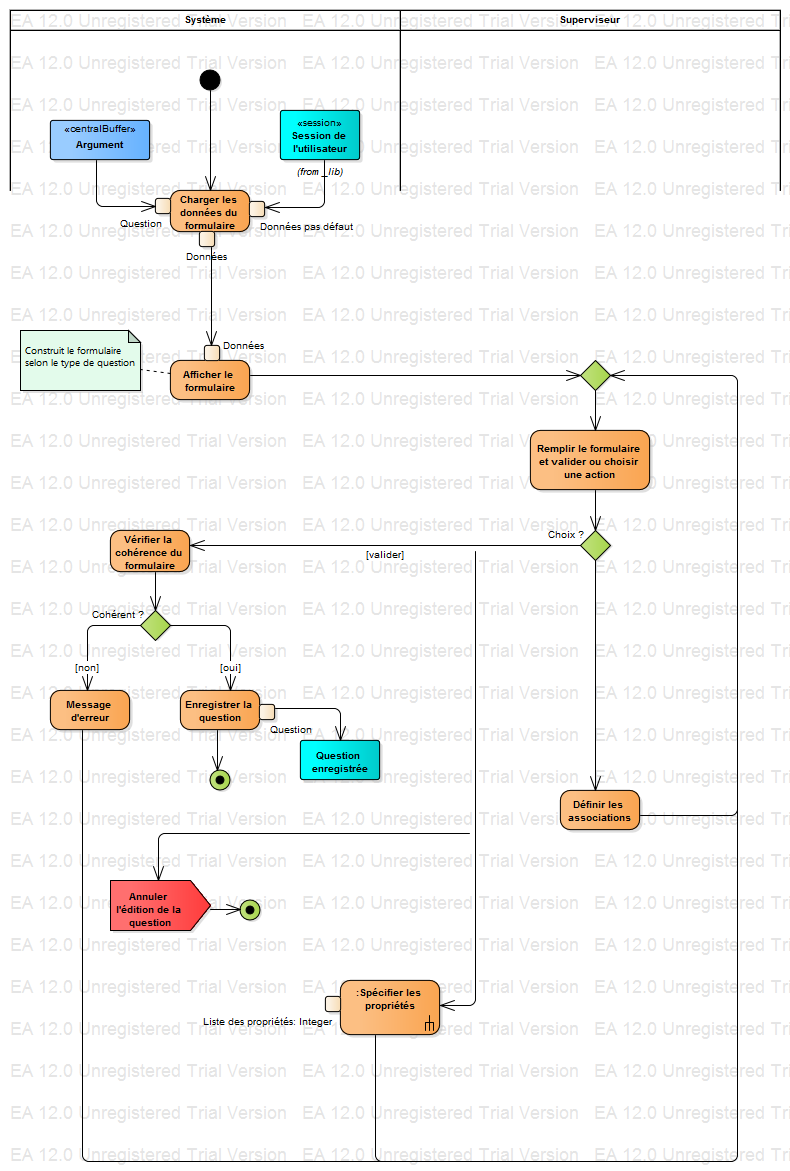 Système
Superviseur
EA 12.0 Unregistered Trial Version
«centralBuffer»
Argument
«session»
Session de
l'utilisateur
(from _lib)
Charger les
données du
formulaire
Question
Données pas défaut
Données
Données
Construit le formulaire
selon le type de question
Afficher le
formulaire
Remplir le formulaire
et valider ou choisir
une action
Choix ?
[valider]
Vérifier la
cohérence du
formulaire
Cohérent ?
[non]
[oui]
Message
d'erreur
Enregistrer la
question
Question
Question
enregistrée
Définir les
associations
Annuler
l'édition de la
question
:Spécifier les
propriétés
Liste des propriétés: Integer